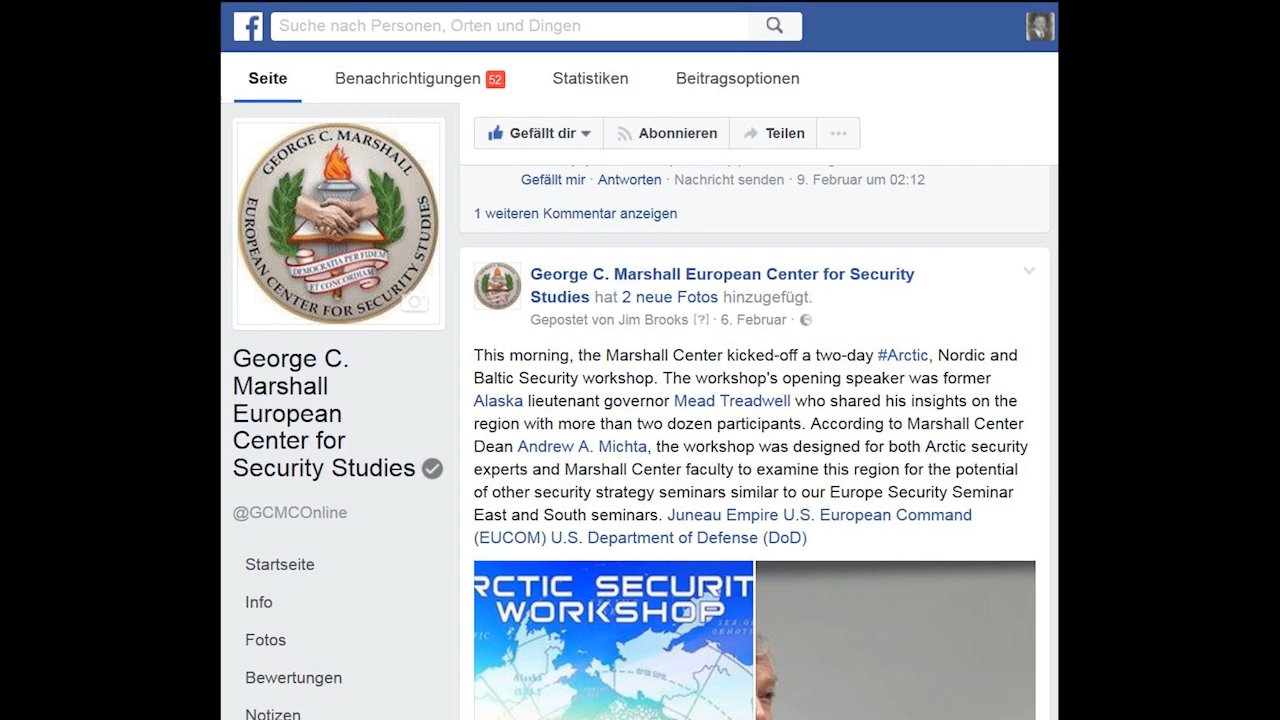 Suche nach Personen, Orten und Dingen
Seite
Benachrichtigungen 52
Statistiken
Beitragsoptionen
Gefällt dir
Abonnieren
Teilen
GEORGE C. MARSHALL
EUROPEAN CENTER FOR SECURITY STUDIES
DEMOCRATIA PER FIDEM
ET CONCORDIAM
George C.
Marshall
European
Center for
Security Studies
@GCMCOnline
Startseite
Info
Fotos
Bewertungen
Notizen
Gefällt mir · Antworten · Nachricht senden · 9. Februar um 02:12
1 weiteren Kommentar anzeigen
George C. Marshall European Center for Security
Studies hat 2 neue Fotos hinzugefügt.
Gepostet von Jim Brooks [?] · 6. Februar ·
This morning, the Marshall Center kicked-off a two-day #Arctic, Nordic and
Baltic Security workshop. The workshop's opening speaker was former
Alaska lieutenant governor Mead Treadwell who shared his insights on the
region with more than two dozen participants. According to Marshall Center
Dean Andrew A. Michta, the workshop was designed for both Arctic security
experts and Marshall Center faculty to examine this region for the potential
of other security strategy seminars similar to our Europe Security Seminar
East and South seminars. Juneau Empire U.S. European Command
(EUCOM) U.S. Department of Defense (DoD)
RCTIC SECURIT
WORKSHOP